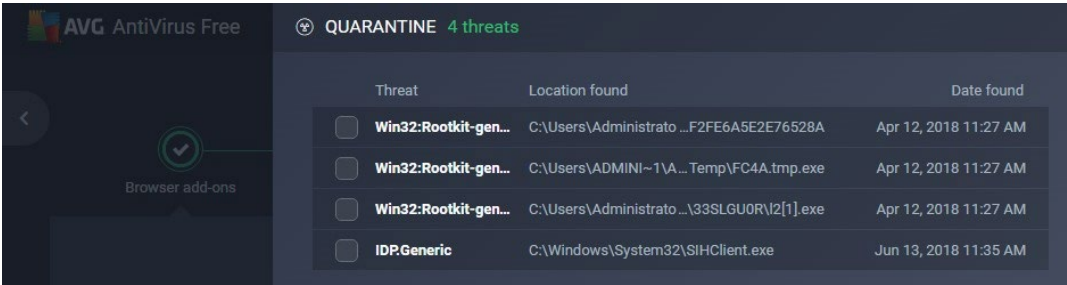 AVG AntiVirus Free
QUARANTINE 4 threats
Threat Location found Date found
Win32:Rootkit-gen... C:\Users\Administrato ...F2FE6A5E2E76528A Apr 12, 2018 11:27 AM
Win32:Rootkit-gen... C:\Users\ADMINI~1\A... Temp\FC4A.tmp.exe Apr 12, 2018 11:27 AM
Win32:Rootkit-gen... C:\Users\Administrato ...\33SLGU0R\l2[1].exe Apr 12, 2018 11:27 AM
IDP.Generic C:\Windows\System32\SIHClient.exe Jun 13, 2018 11:35 AM
Browser add-ons